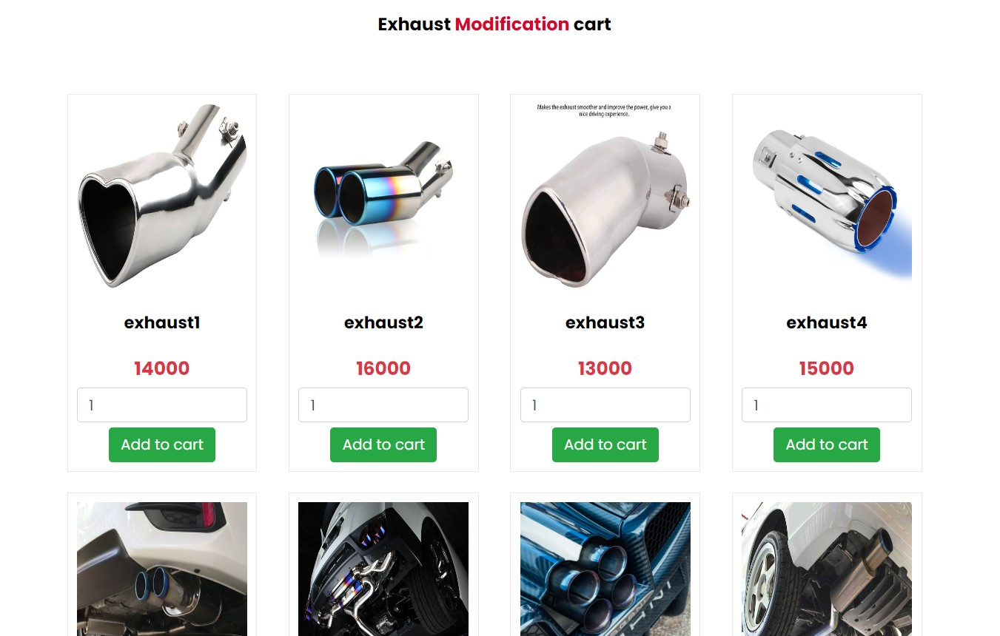 Exhaust Modification cart
Makes the exhaust smoother and improve the power, give you a
nice driving experience.
exhaust1
exhaust2
exhaust3
exhaust4
14000
16000
13000
15000
1
1
1
1
Add to cart
Add to cart
Add to cart
Add to cart